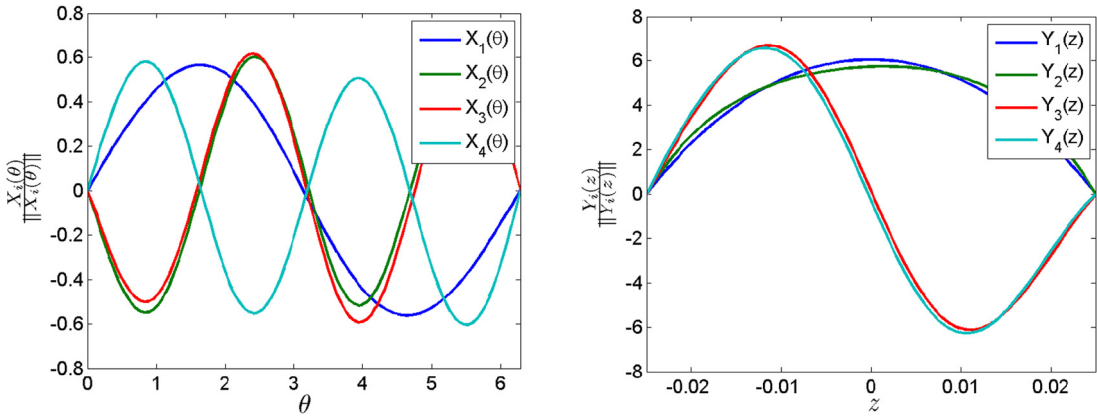 0.8
0.6
0.4
0.2
0
-0.2
-0.4
-0.6
-0.8
X_i(θ)
||X_i(θ)||
0 1 2 3 4 5 6
θ
X_1(θ)
X_2(θ)
X_3(θ)
X_4(θ)
8
6
4
2
0
-2
-4
-6
-8
Y_i(z)
||Y_i(z)||
-0.02 -0.01 0 0.01 0.02
z
Y_1(z)
Y_2(z)
Y_3(z)
Y_4(z)